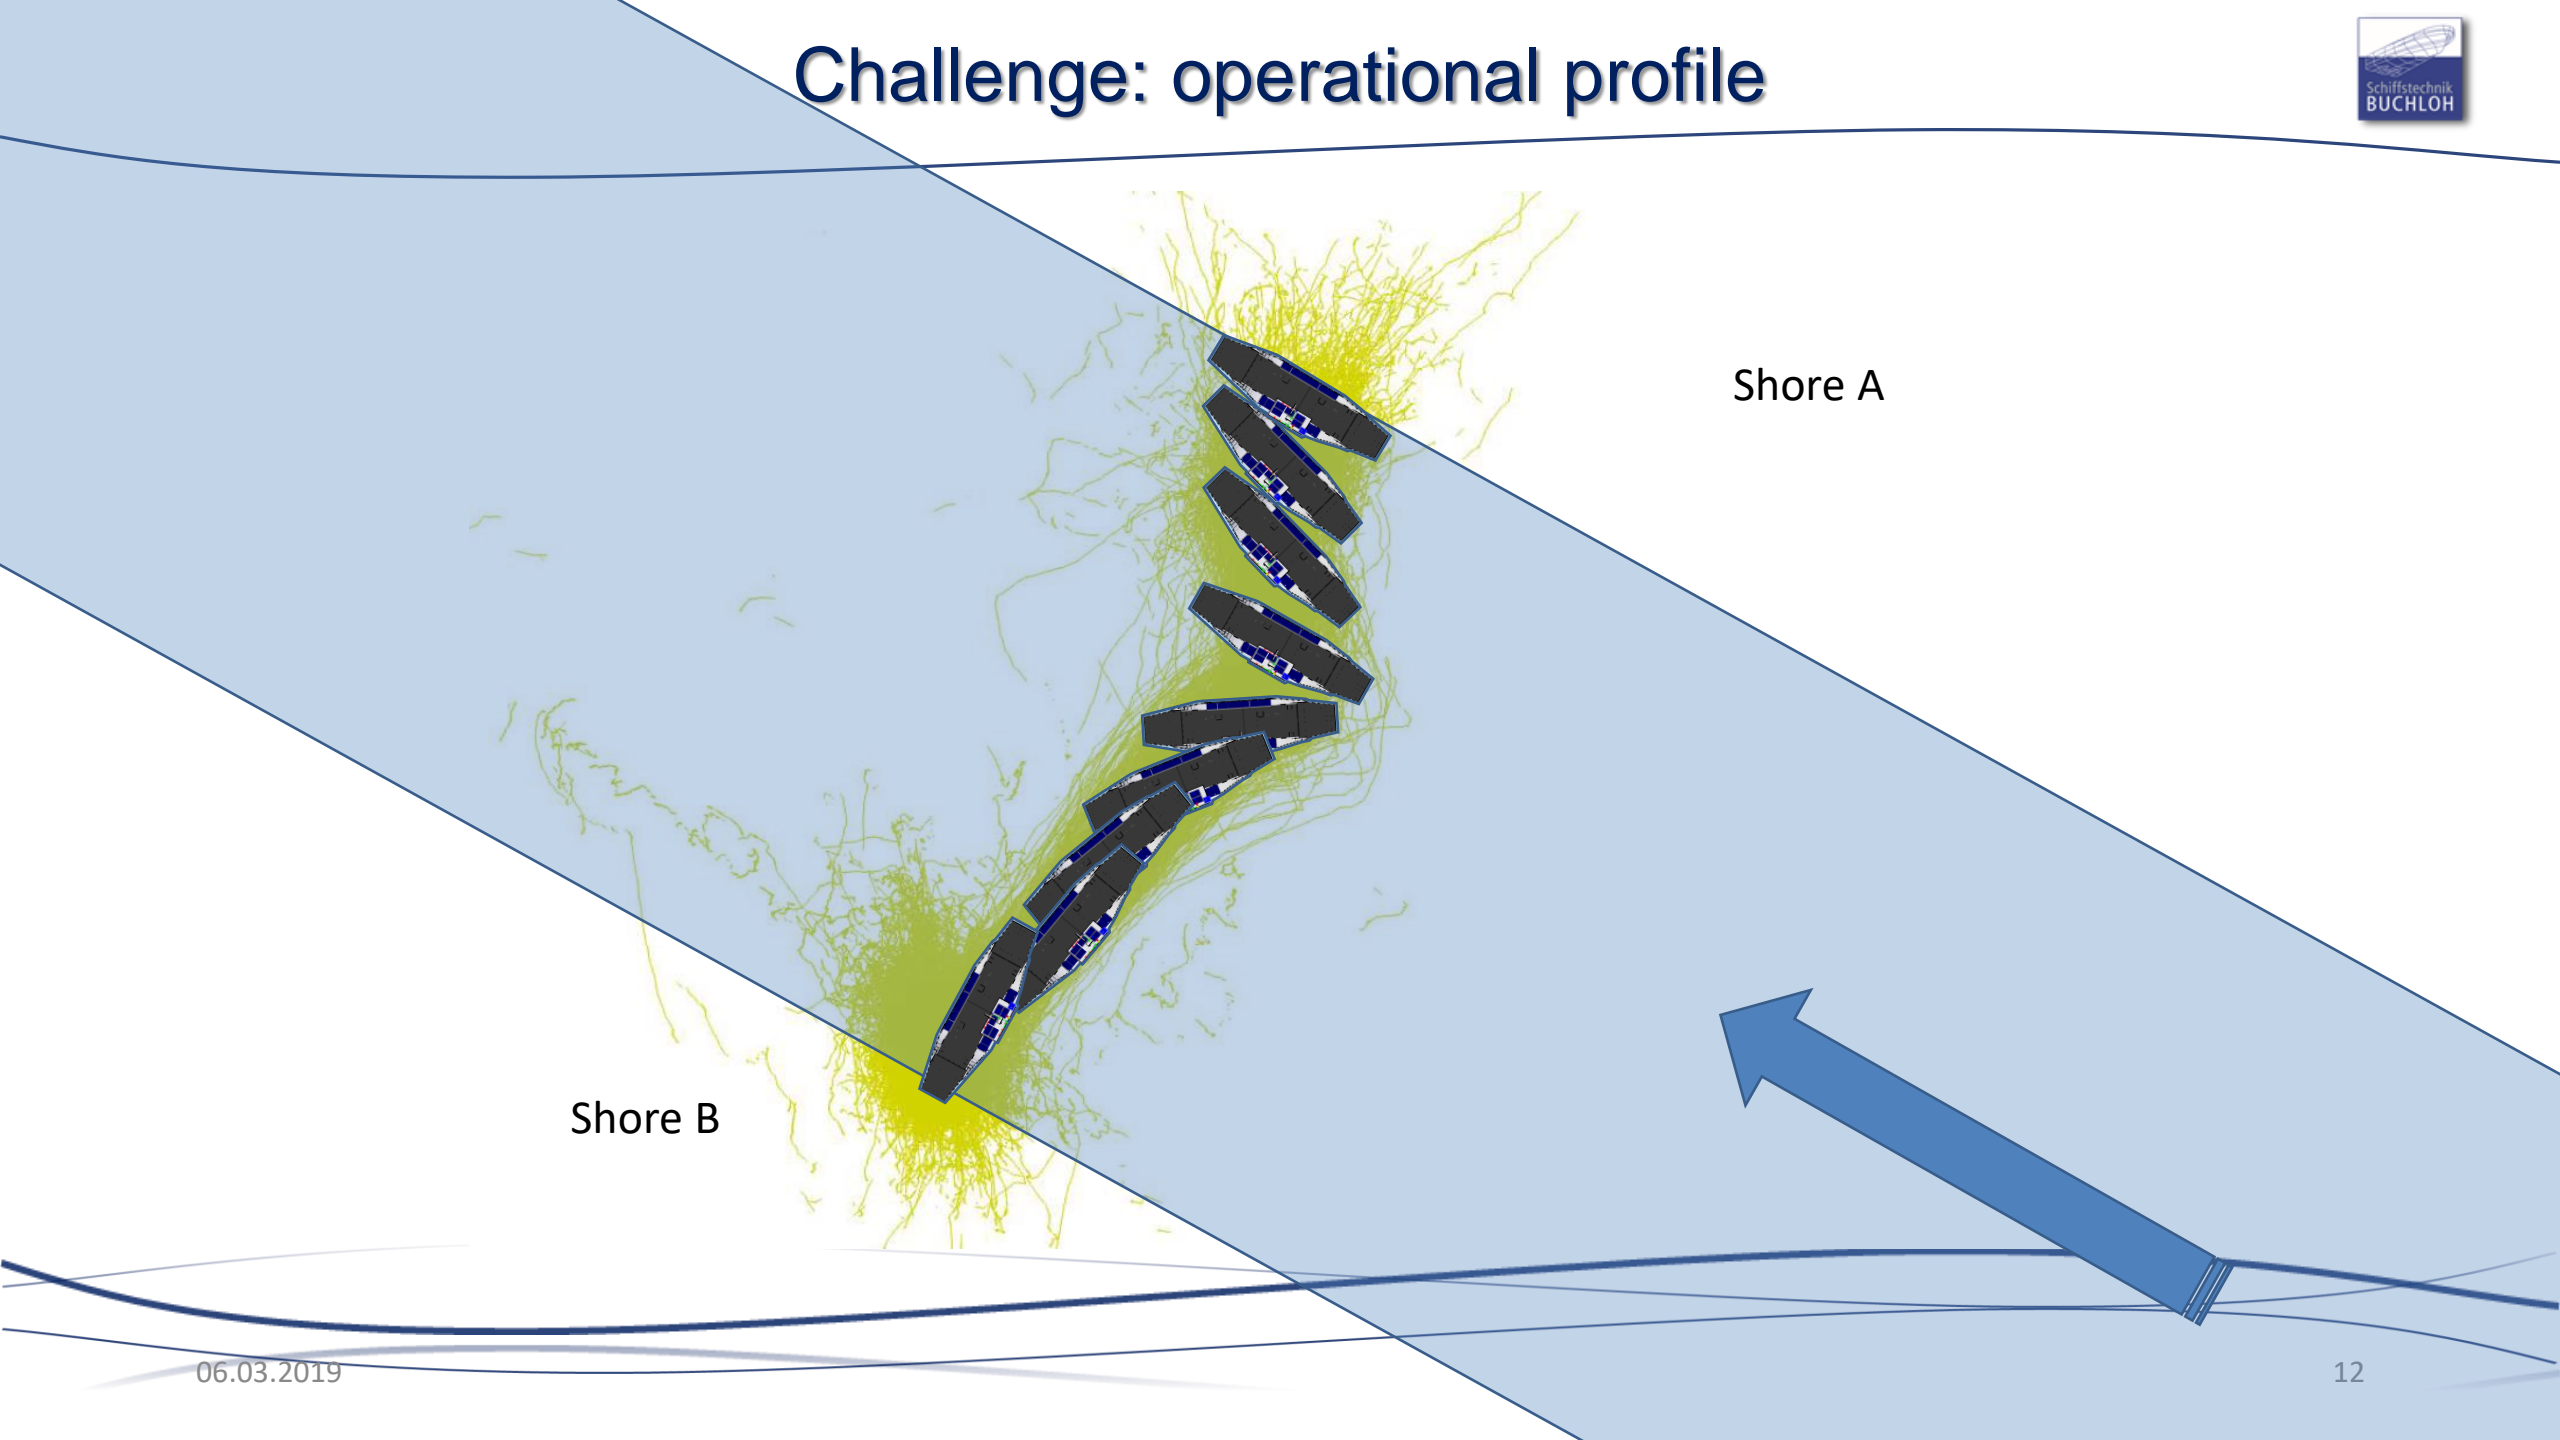 Challenge: operational profile
Schiffstechnik
BUCHLOH
Shore A
Shore B
06.03.2019
12